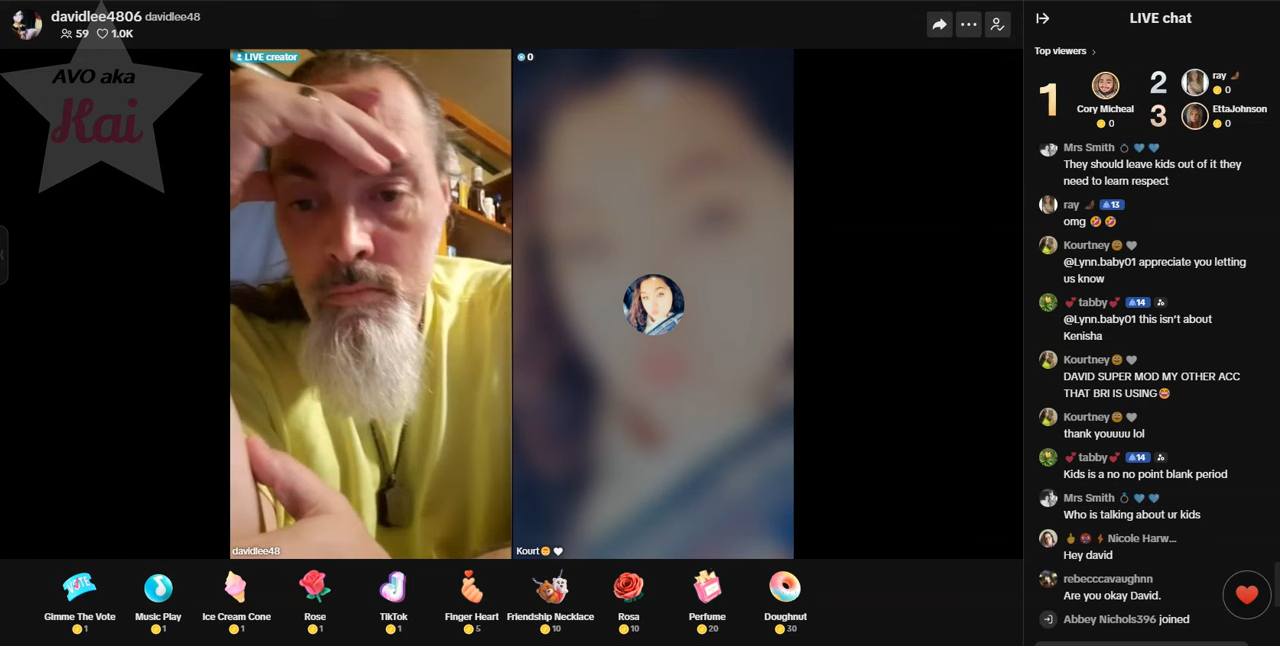 davidlee4806 davidlee48
59 1.0K
AVO aka
Kai
LIVE creator
0
davidlee48
Kourt
Gimme The Vote
1
Music Play
1
Ice Cream Cone
1
Rose
1
TikTok
1
Finger Heart
5
Friendship Necklace
10
Rosa
10
Perfume
20
Doughnut
30
LIVE chat
Top viewers
1
Cory Micheal
0
2
ray
0
3
EttaJohnson
0
Mrs Smith
They should leave kids out of it they
need to learn respect
ray 13
omg
Kourtney
@Lynn.baby01 appreciate you letting
us know
tabby 14
@Lynn.baby01 this isn't about
Kenisha
Kourtney
DAVID SUPER MOD MY OTHER ACC
THAT BRI IS USING
Kourtney
thank youuuu lol
tabby 14
Kids is a no no point blank period
Mrs Smith
Who is talking about ur kids
Nicole Harw...
Hey david
rebecccavaughnn
Are you okay David.
Abbey Nichols396 joined